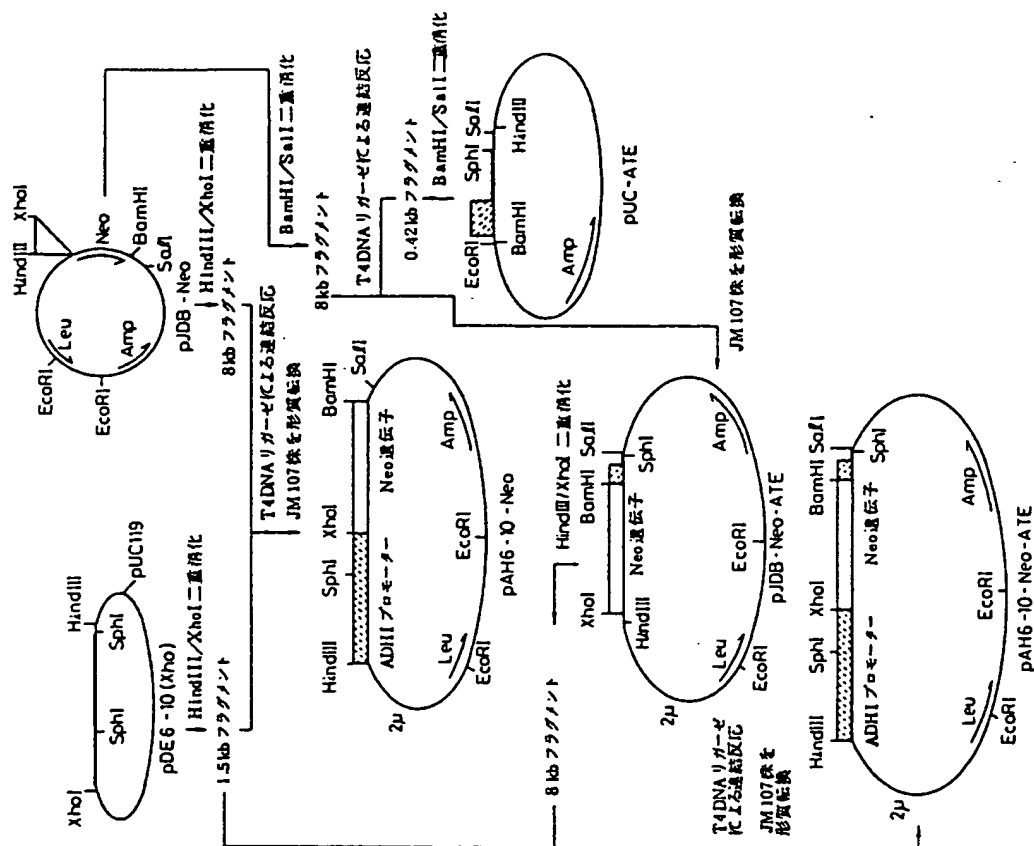 XhoI
SphI
SphI
HindIII
pUC119
pDE6-10(Xho)
HindIII/XhoI二重消化
1.5kbフラグメント
HindIII
XhoI
Neo
BamHI
SalI
Amp
Leu
EcoRI
EcoRI
pJDB-Neo
HindIII/XhoI二重消化
8kbフラグメント
T4DNAリガーゼによる連結反応
JM107株を形質転換
BamHI/SalI二重消化
8kbフラグメント
T4DNAリガーゼによる連結反応
0.42kbフラグメント
BamHI/SalI二重消化
HindIII
SphI
XhoI
BamHI
SalI
ADHIプロモーター
Neo遺伝子
2μ
Leu
EcoRI
EcoRI
Amp
pAH6-10-Neo
EcoRI
BamHI
SphI
SalI
HindIII
Amp
pUC-ATE
JM107株を形質転換
HindIII/XhoI二重消化
8kbフラグメント
XhoI
HindIII
BamHI
SalI
SphI
Neo遺伝子
2μ
Leu
EcoRI
EcoRI
Amp
pJDB-Neo-ATE
T4DNAリガーゼ
による連結反応
JM107株を
形質転換
HindIII
SphI
XhoI
BamHI
SalI
SphI
ADHIプロモーター
Neo遺伝子
2μ
Leu
EcoRI
EcoRI
Amp
pAH6-10-Neo-ATE